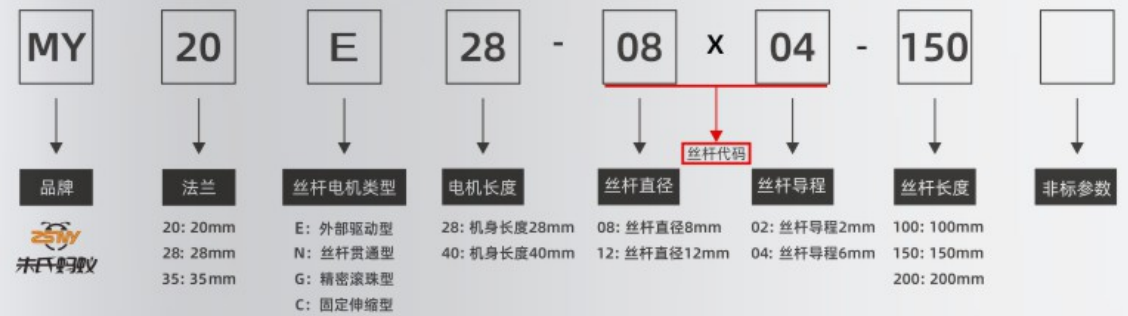 MY 20 E 28 - 08 X 04 - 150
丝杆代码
品牌 法兰 丝杆电机类型 电机长度 丝杆直径 丝杆导程 丝杆长度 非标参数
ZSMY
朱氏蚂蚁
20: 20mm
28: 28mm
35: 35mm
E: 外部驱动型
N: 丝杆贯通型
G: 精密滚珠型
C: 固定伸缩型
28: 机身长度28mm
40: 机身长度40mm
08: 丝杆直径8mm
12: 丝杆直径12mm
02: 丝杆导程2mm
04: 丝杆导程6mm
100: 100mm
150: 150mm
200: 200mm